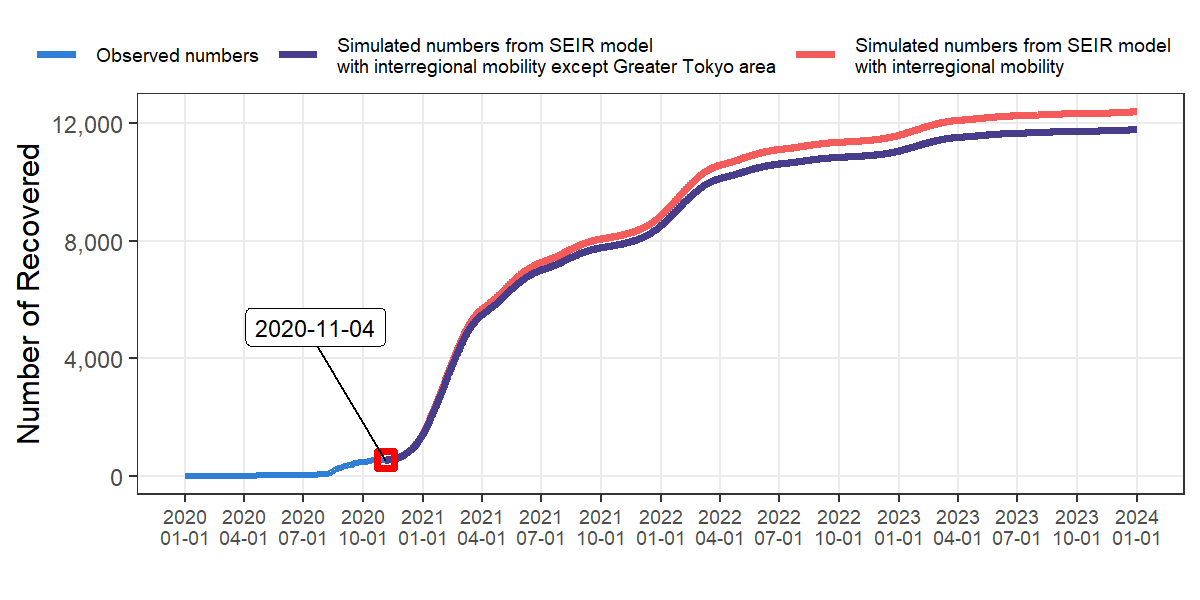 Observed numbers
Simulated numbers from SEIR model
with interregional mobility except Greater Tokyo area
Simulated numbers from SEIR model
with interregional mobility
Number of Recovered
12,000
8,000
4,000
0
2020-11-04
2020 2020 2020 2020 2021 2021 2021 2021 2022 2022 2022 2022 2023 2023 2023 2023 2024
01-01 04-01 07-01 10-01 01-01 04-01 07-01 10-01 01-01 04-01 07-01 10-01 01-01 04-01 07-01 10-01 01-01